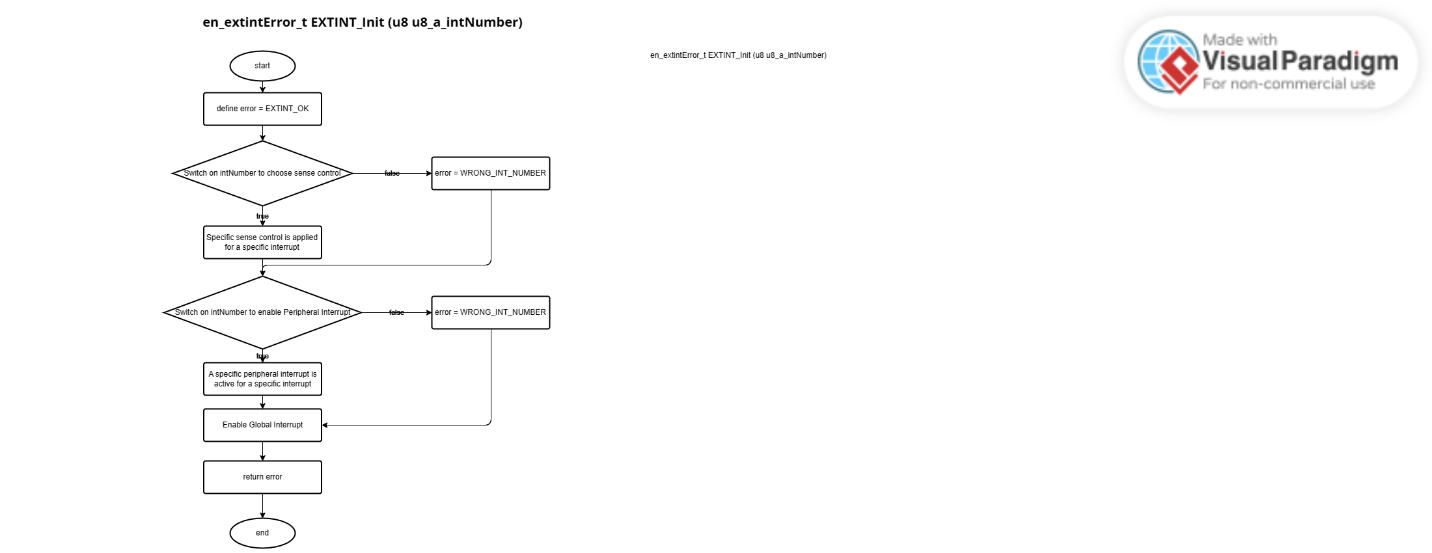 en_extintError_t EXTINT_Init (u8 u8_a_intNumber)
en_extintError_t EXTINT_Init (u8 u8_a_intNumber)
Made with
Visual Paradigm
For non-commercial use
start
define error = EXTINT_OK
Switch on intNumber to choose sense control
false
error = WRONG_INT_NUMBER
true
Specific sense control is applied
for a specific interrupt
Switch on intNumber to enable Peripheral Interrupt
false
error = WRONG_INT_NUMBER
true
A specific peripheral interrupt is
active for a specific interrupt
Enable Global Interrupt
return error
end